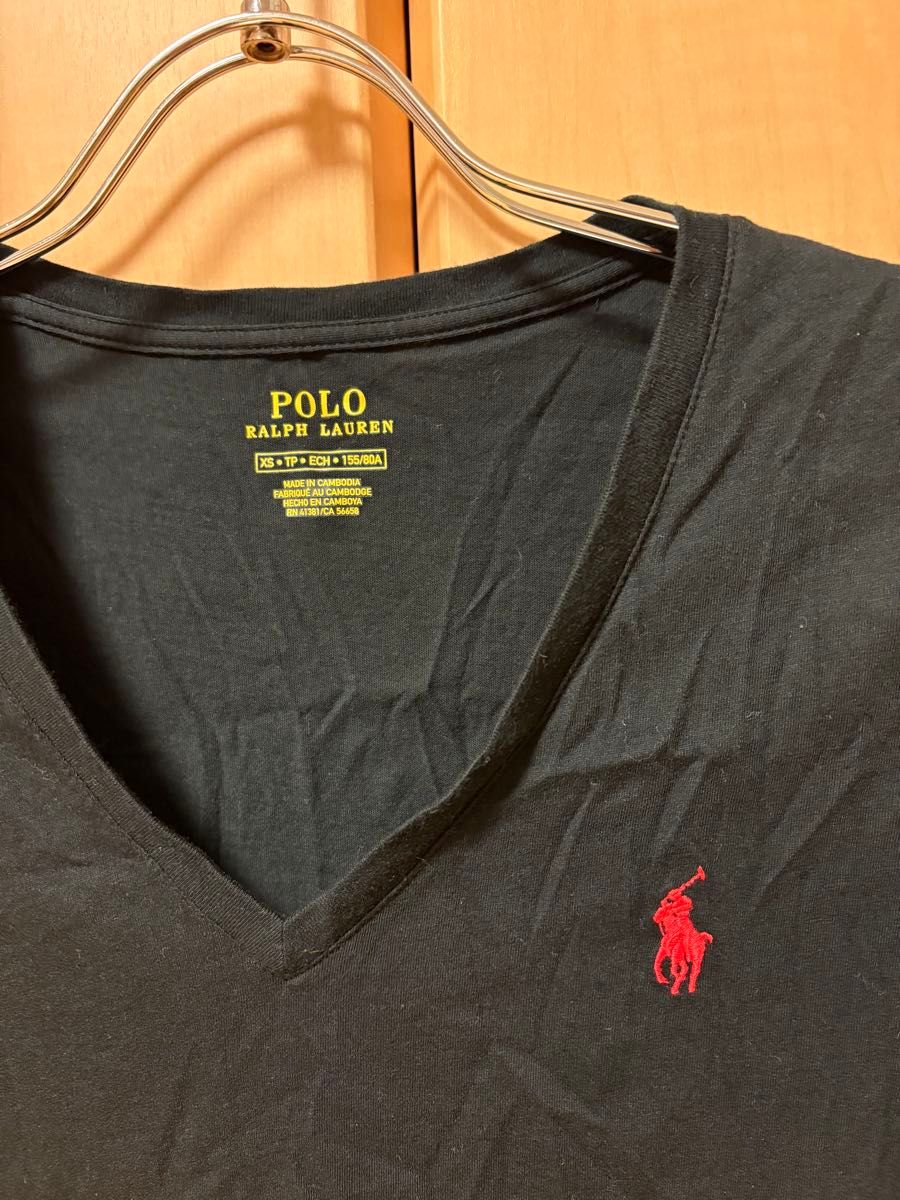 POLO
RALPH LAUREN
XS • TP • ECH • 155/80A
MADE IN CAMBODIA
FABRIQUÉ AU CAMBODGE
HECHO EN CAMBOYA
RN 41381/CA 56658